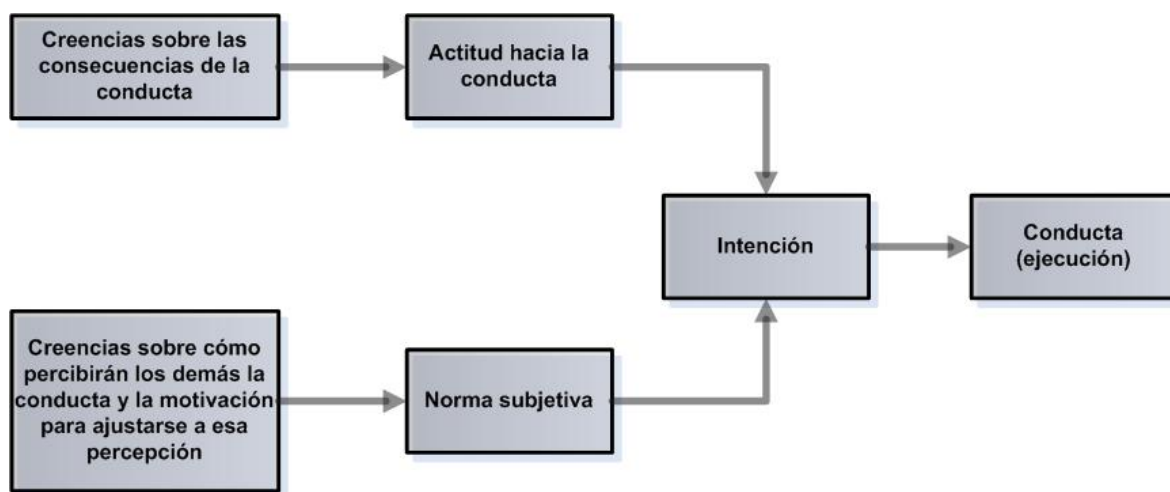 Creencias sobre las
consecuencias de la
conducta
Actitud hacia la
conducta
Intención
Conducta
(ejecución)
Creencias sobre cómo
percibirán los demás la
conducta y la motivación
para ajustarse a esa
percepción
Norma subjetiva